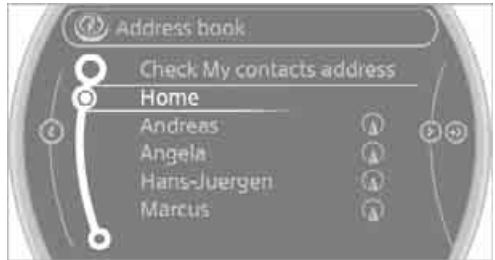 Address book
Check My contacts address
Home
Andreas
Angela
Hans-Juergen
Marcus